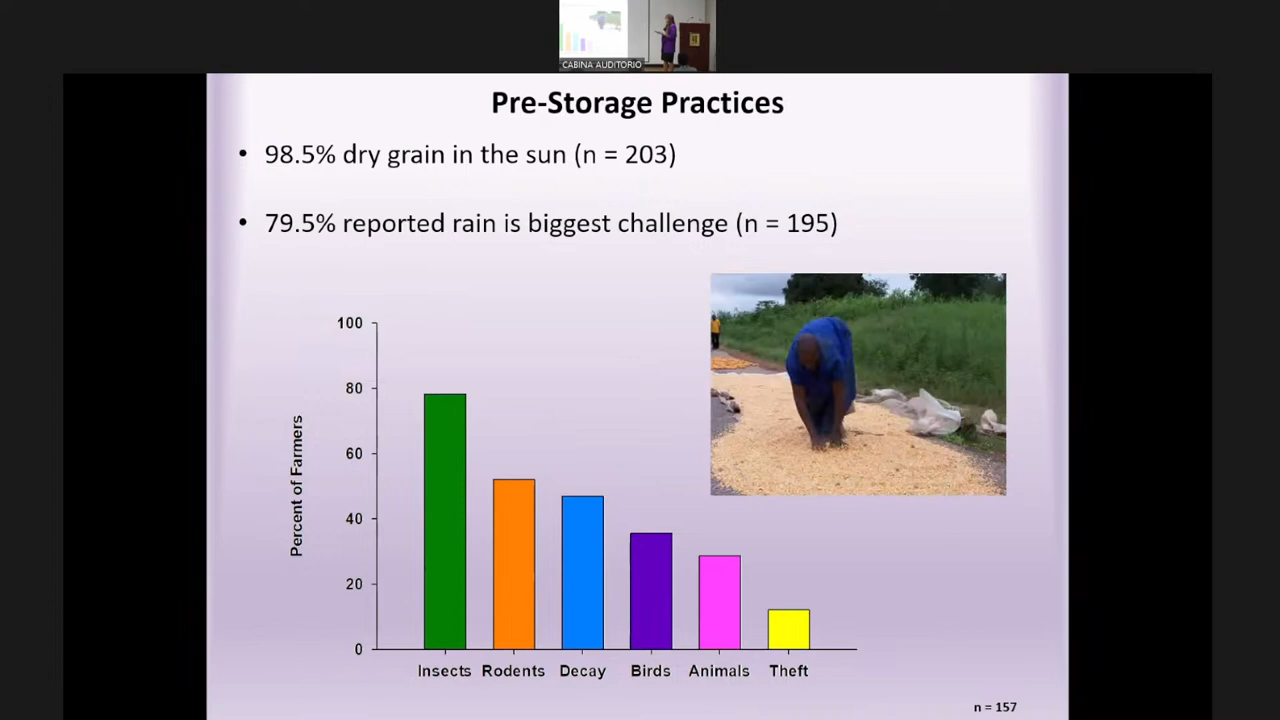 CABINA AUDITORIO
Pre-Storage Practices
• 98.5% dry grain in the sun (n = 203)
• 79.5% reported rain is biggest challenge (n = 195)
100
80
60
40
20
0
Percent of Farmers
Insects Rodents Decay Birds Animals Theft
n = 157